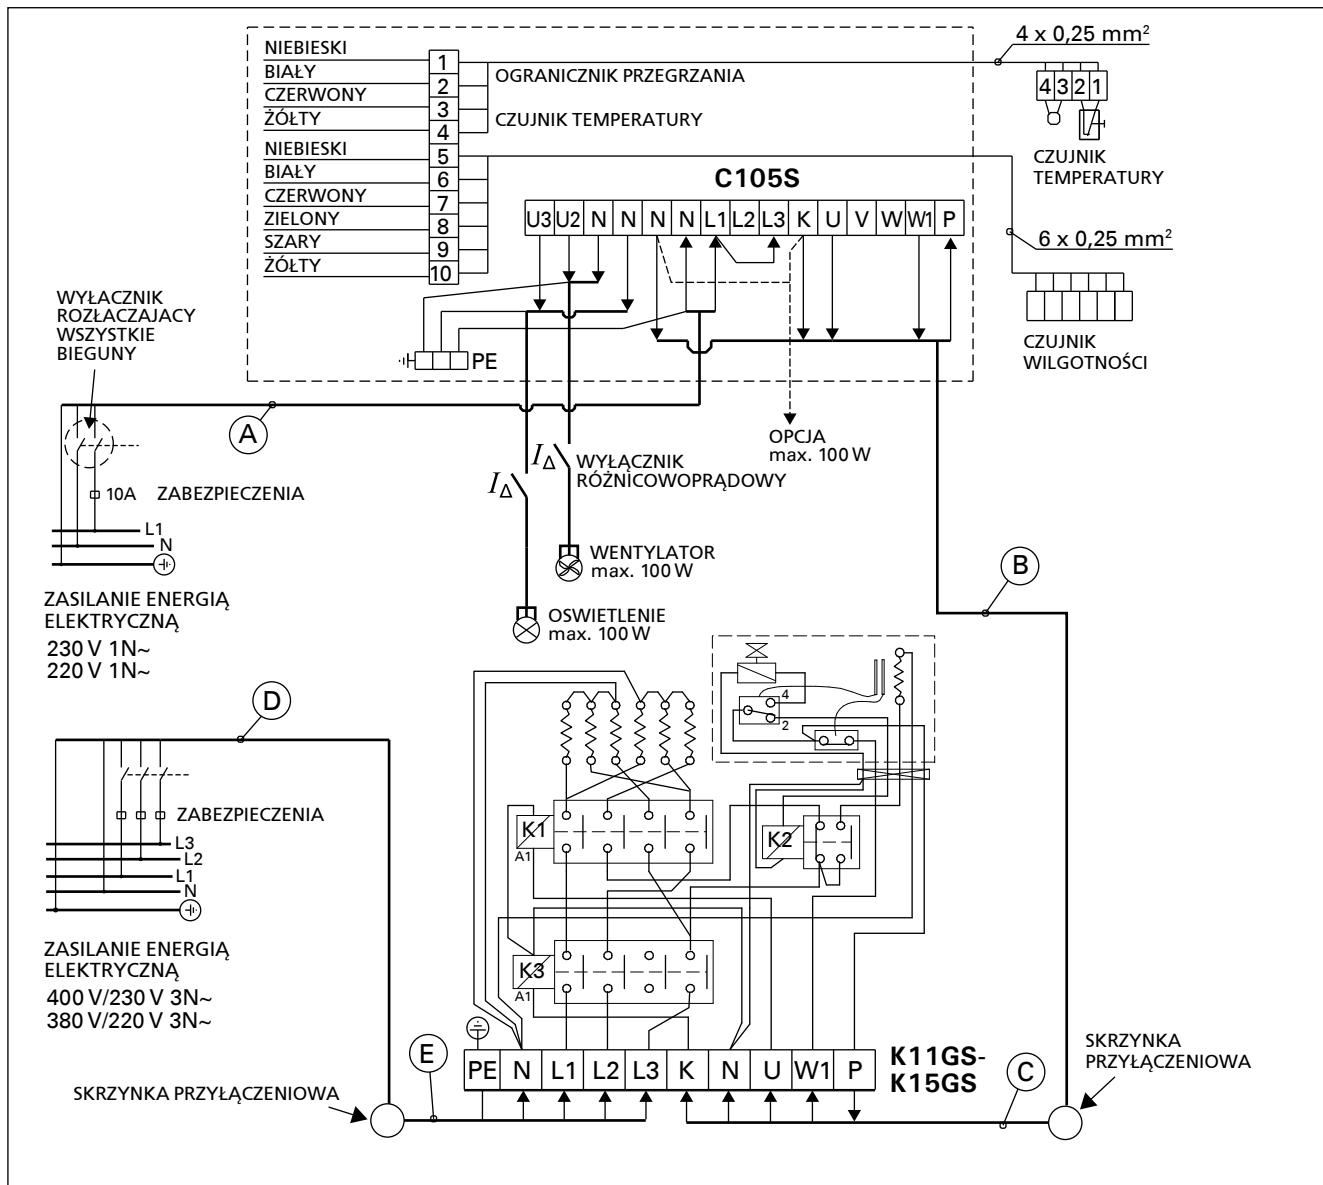 NIEBIESKI
BIAŁY
CZERWONY
ŻÓŁTY
NIEBIESKI
BIAŁY
CZERWONY
ZIELONY
SZARY
ŻÓŁTY
1
2
3
4
5
6
7
8
9
10
OGRANICZNIK PRZEGRZANIA
CZUJNIK TEMPERATURY
4 x 0,25 mm²
4 3 2 1
CZUJNIK
TEMPERATURY
C105S
U3 U2 N N N N L1 L2 L3 K U V W W1 P
6 x 0,25 mm²
CZUJNIK
WILGOTNOŚCI
WYŁACZNIK
ROZŁACZAJACY
WSZYSTKIE
BIEGUNY
PE
A
OPCJA
max. 100 W
I∆
WYŁĄCZNIK
RÓŻNICOWOPRĄDOWY
I∆
10A
ZABEZPIECZENIA
L1
N
WENTYLATOR
max. 100 W
B
ZASILANIE ENERGIĄ
ELEKTRYCZNĄ
230 V 1N~
220 V 1N~
OSWIETLENIE
max. 100 W
D
4
2
ZABEZPIECZENIA
L3
L2
L1
N
K1
A1
K2
ZASILANIE ENERGIĄ
ELEKTRYCZNĄ
400 V/230 V 3N~
380 V/220 V 3N~
K3
A1
E
PE N L1 L2 L3 K N U W1 P
K11GS-
K15GS
C
SKRZYNKA
PRZYŁĄCZENIOWA
SKRZYNKA PRZYŁĄCZENIOWA